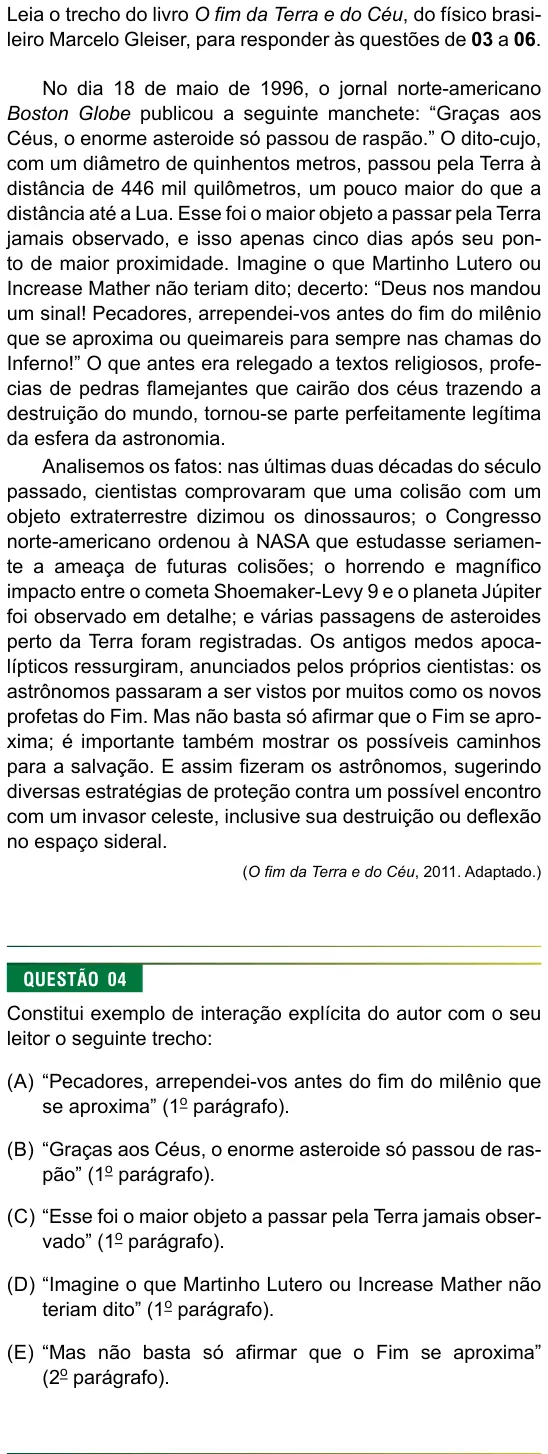 Leia o trecho do livro O fim da Terra e do Céu, do físico brasi-
leiro Marcelo Gleiser, para responder às questões de 03 a 06.
No dia 18 de maio de 1996, o jornal norte-americano
Boston Globe publicou a seguinte manchete: “Graças aos
Céus, o enorme asteroide só passou de raspão.” O dito-cujo,
com um diâmetro de quinhentos metros, passou pela Terra à
distância de 446 mil quilômetros, um pouco maior do que a
distância até a Lua. Esse foi o maior objeto a passar pela Terra
jamais observado, e isso apenas cinco dias após seu pon-
to de maior proximidade. Imagine o que Martinho Lutero ou
Increase Mather não teriam dito; decerto: “Deus nos mandou
um sinal! Pecadores, arrependei-vos antes do fim do milênio
que se aproxima ou queimareis para sempre nas chamas do
Inferno!” O que antes era relegado a textos religiosos, profe-
cias de pedras flamejantes que cairão dos céus trazendo a
destruição do mundo, tornou-se parte perfeitamente legítima
da esfera da astronomia.
Analisemos os fatos: nas últimas duas décadas do século
passado, cientistas comprovaram que uma colisão com um
objeto extraterrestre dizimou os dinossauros; o Congresso
norte-americano ordenou à NASA que estudasse seriamen-
te a ameaça de futuras colisões; o horrendo e magnífico
impacto entre o cometa Shoemaker-Levy 9 e o planeta Júpiter
foi observado em detalhe; e várias passagens de asteroides
perto da Terra foram registradas. Os antigos medos apoca-
lípticos ressurgiram, anunciados pelos próprios cientistas: os
astrônomos passaram a ser vistos por muitos como os novos
profetas do Fim. Mas não basta só afirmar que o Fim se apro-
xima; é importante também mostrar os possíveis caminhos
para a salvação. E assim fizeram os astrônomos, sugerindo
diversas estratégias de proteção contra um possível encontro
com um invasor celeste, inclusive sua destruição ou deflexão
no espaço sideral.
(O fim da Terra e do Céu, 2011. Adaptado.)
QUESTÃO 04
Constitui exemplo de interação explícita do autor com o seu
leitor o seguinte trecho:
(A) “Pecadores, arrependei-vos antes do fim do milênio que
se aproxima” (1º parágrafo).
(B) “Graças aos Céus, o enorme asteroide só passou de ras-
pão” (1º parágrafo).
(C) “Esse foi o maior objeto a passar pela Terra jamais obser-
vado” (1º parágrafo).
(D) “Imagine o que Martinho Lutero ou Increase Mather não
teriam dito” (1º parágrafo).
(E) “Mas não basta só afirmar que o Fim se aproxima”
(2º parágrafo).